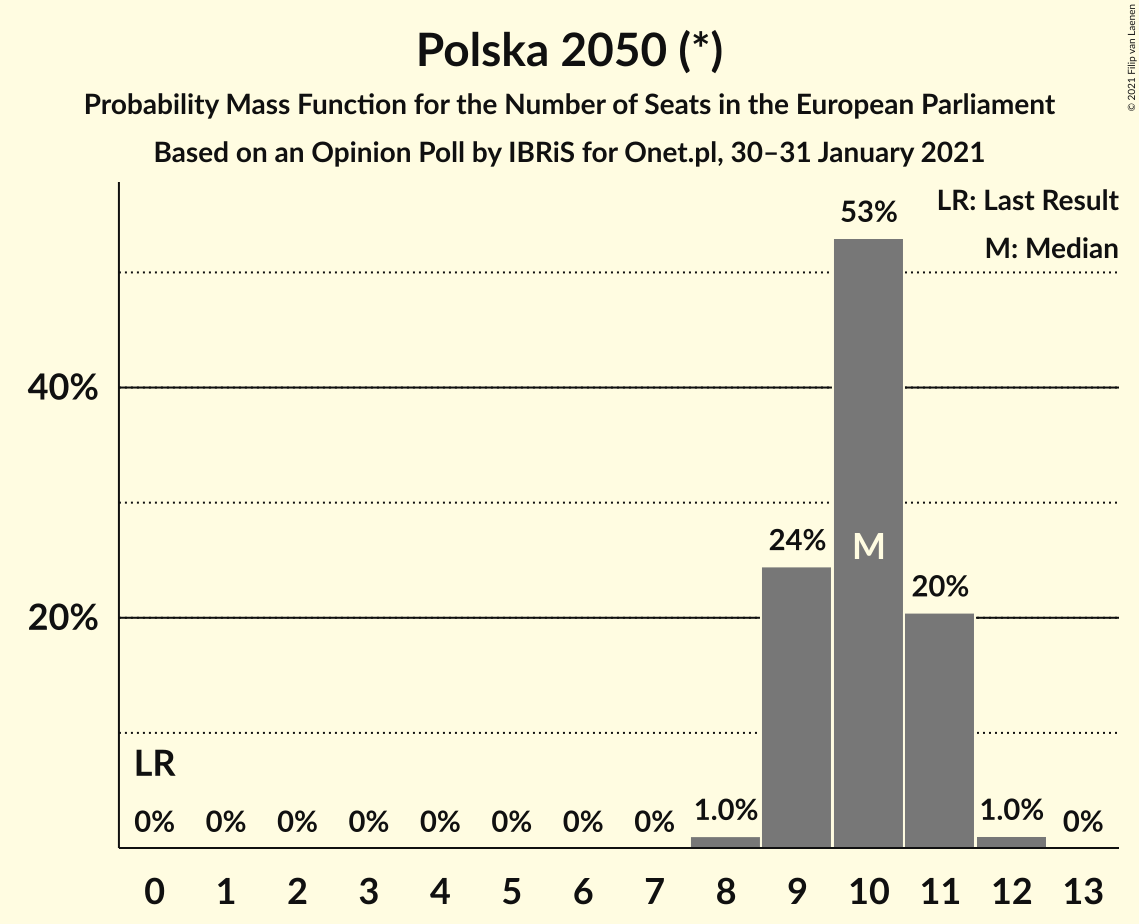 Polska 2050 (*)
Probability Mass Function for the Number of Seats in the European Parliament
Based on an Opinion Poll by IBRiS for Onet.pl, 30–31 January 2021
© 2021 Filip van Laenen
LR: Last Result
M: Median
53%
40%
24%
M
20%
20%
LR
0% 0% 0% 0% 0% 0% 0% 0% 1.0% 1.0% 0%
0 1 2 3 4 5 6 7 8 9 10 11 12 13